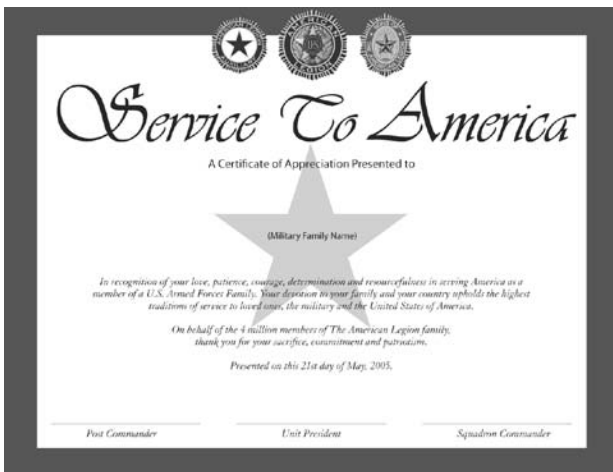 AMERICAN
LEGION
US
Service To America
A Certificate of Appreciation Presented to
(Military Family Name)
In recognition of your love, patience, courage, determination and resourcefulness in serving America as a
member of a U.S. Armed Forces Family. Your devotion to your family and your country upholds the highest
traditions of service to loved ones, the military and the United States of America.
On behalf of the 4 million members of The American Legion family,
thank you for your sacrifice, commitment and patriotism.
Presented on this 21st day of May, 2005.
Post Commander Unit President Squadron Commander